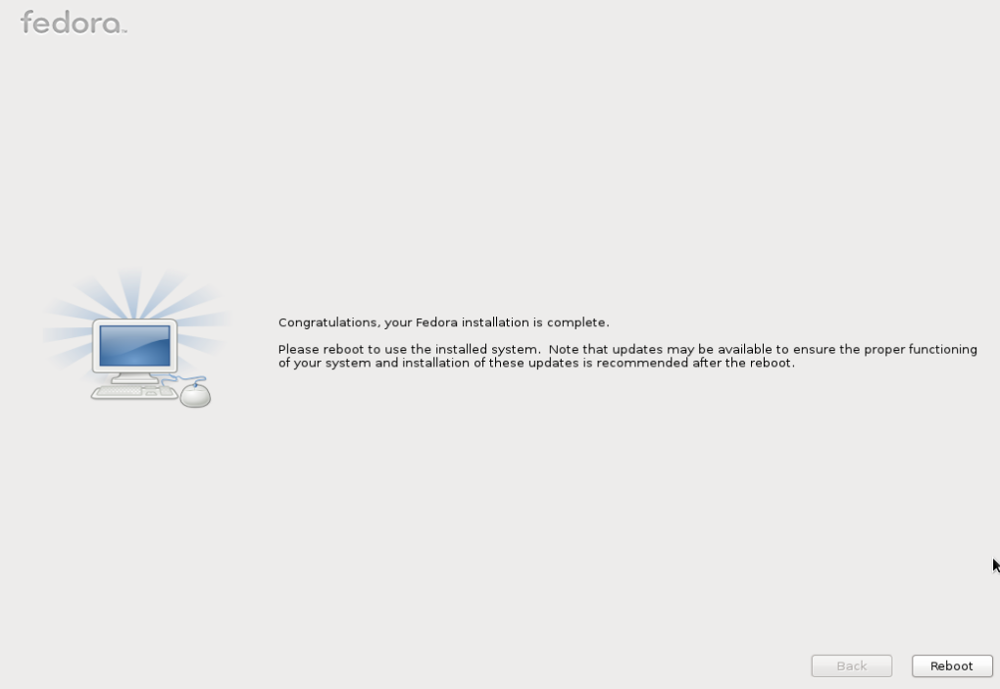 fedora™
Congratulations, your Fedora installation is complete.
Please reboot to use the installed system.  Note that updates may be available to ensure the proper functioning
of your system and installation of these updates is recommended after the reboot.
Back
Reboot